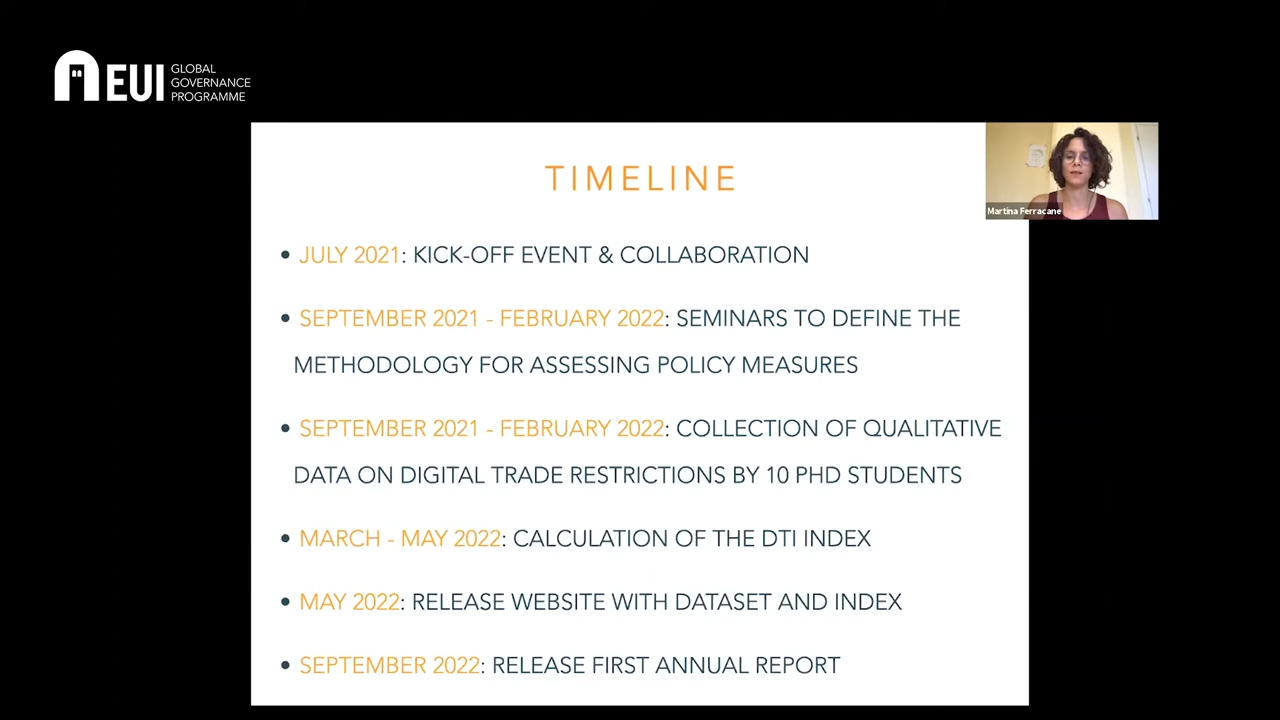 EUI
GLOBAL
GOVERNANCE
PROGRAMME
TIMELINE
Martina Ferracane
• JULY 2021: KICK-OFF EVENT & COLLABORATION
• SEPTEMBER 2021 - FEBRUARY 2022: SEMINARS TO DEFINE THE
METHODOLOGY FOR ASSESSING POLICY MEASURES
• SEPTEMBER 2021 - FEBRUARY 2022: COLLECTION OF QUALITATIVE
DATA ON DIGITAL TRADE RESTRICTIONS BY 10 PHD STUDENTS
• MARCH - MAY 2022: CALCULATION OF THE DTI INDEX
• MAY 2022: RELEASE WEBSITE WITH DATASET AND INDEX
• SEPTEMBER 2022: RELEASE FIRST ANNUAL REPORT